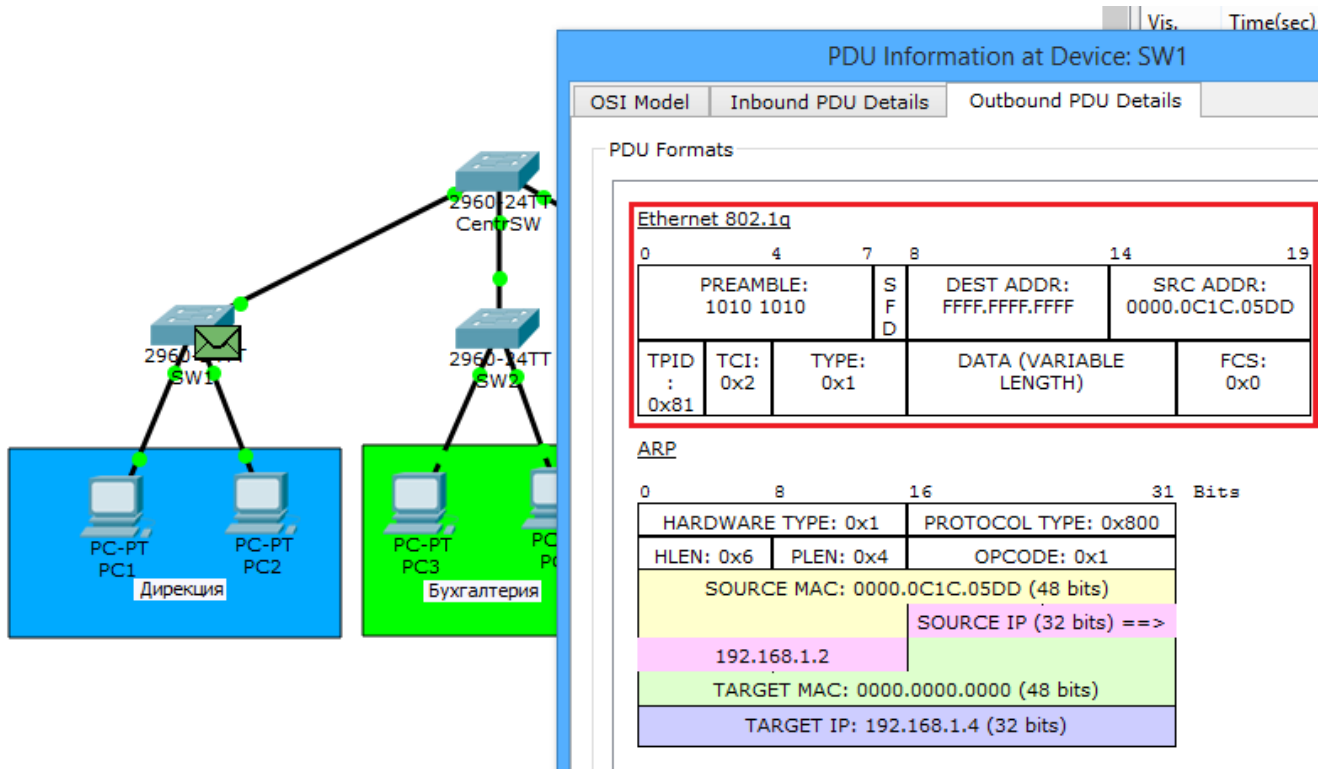 Vis. Time(sec)
PDU Information at Device: SW1
OSI Model Inbound PDU Details Outbound PDU Details
PDU Formats
Ethernet 802.1q
0 4 7 8 14 19
PREAMBLE:
1010 1010
S
F
D
DEST ADDR:
FFFF.FFFF.FFFF
SRC ADDR:
0000.0C1C.05DD
TPID
:
0x81
TCI:
0x2
TYPE:
0x1
DATA (VARIABLE
LENGTH)
FCS:
0x0
ARP
0 8 16 31 Bits
HARDWARE TYPE: 0x1 PROTOCOL TYPE: 0x800
HLEN: 0x6 PLEN: 0x4 OPCODE: 0x1
SOURCE MAC: 0000.0C1C.05DD (48 bits)
SOURCE IP (32 bits) ==>
192.168.1.2
TARGET MAC: 0000.0000.0000 (48 bits)
TARGET IP: 192.168.1.4 (32 bits)
2960-24TT
CentrSW
SW1
2960-24TT
SW2
PC-PT
PC1
PC-PT
PC2
Дирекция
PC-PT
PC3
Бухгалтерия